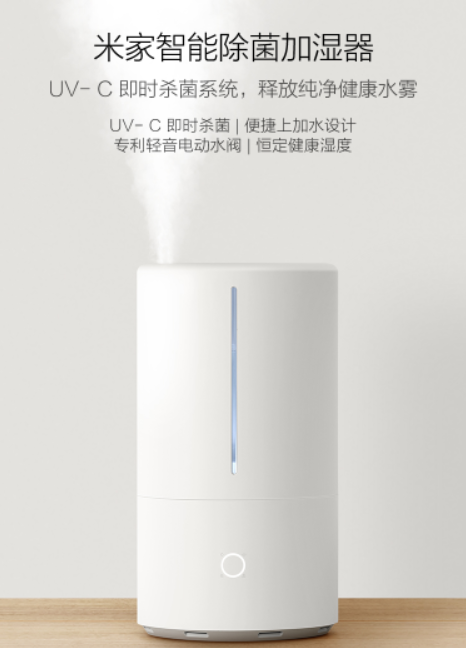 米家智能除菌加湿器
UV- C 即时杀菌系统，释放纯净健康水雾
UV- C 即时杀菌 | 便捷上加水设计
专利轻音电动水阀 | 恒定健康湿度